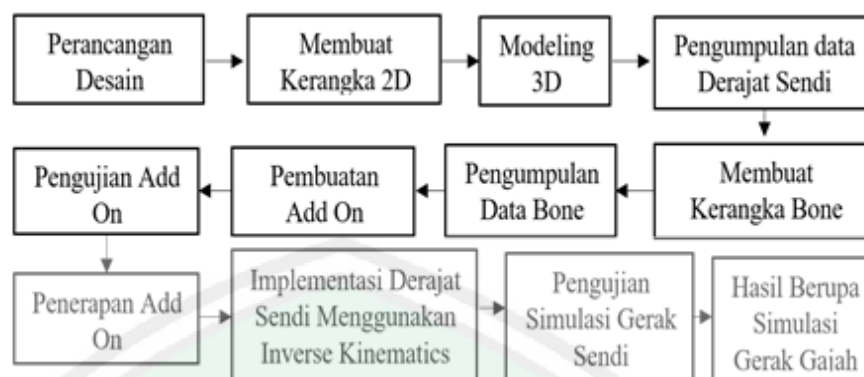 Perancangan
Desain
Membuat
Kerangka 2D
Modeling
3D
Pengumpulan data
Derajat Sendi
Membuat
Kerangka Bone
Pengumpulan
Data Bone
Pembuatan
Add On
Pengujian Add
On
Penerapan Add
On
Implementasi Derajat
Sendi Menggunakan
Inverse Kinematics
Pengujian
Simulasi Gerak
Sendi
Hasil Berupa
Simulasi
Gerak Gajah